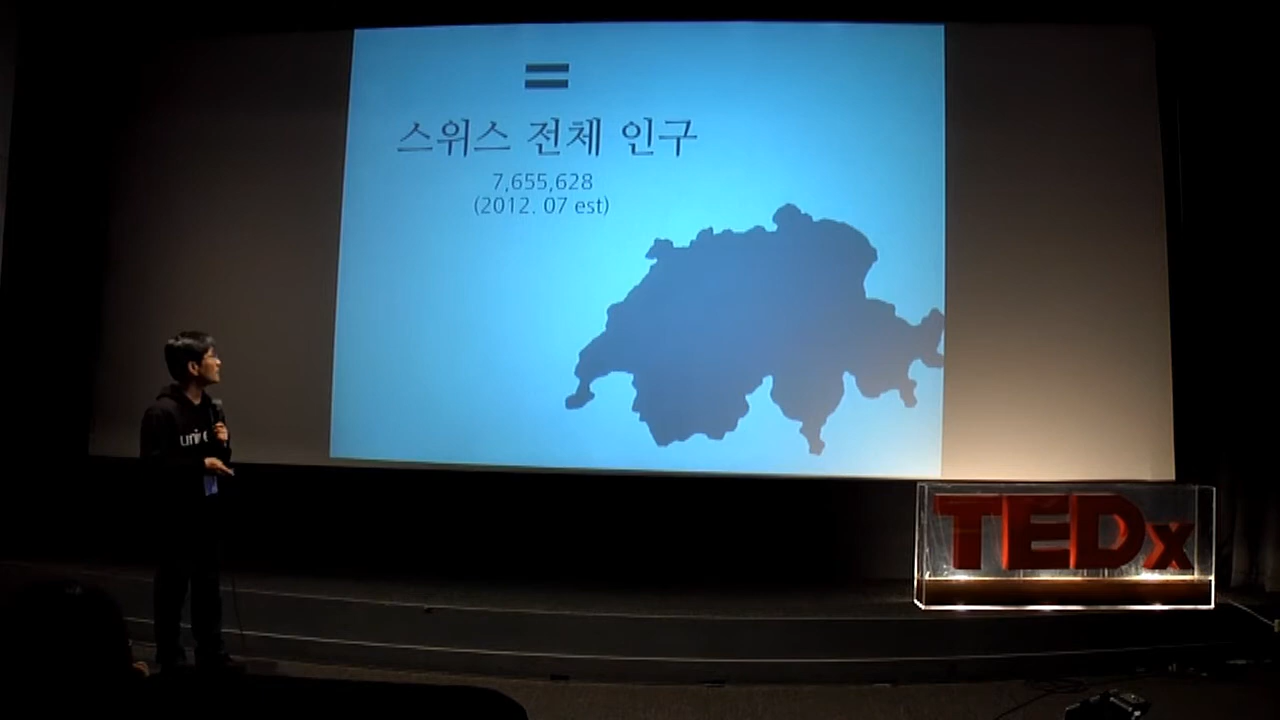 =
스위스 전체 인구
7,655,628
(2012. 07 est)
TEDx